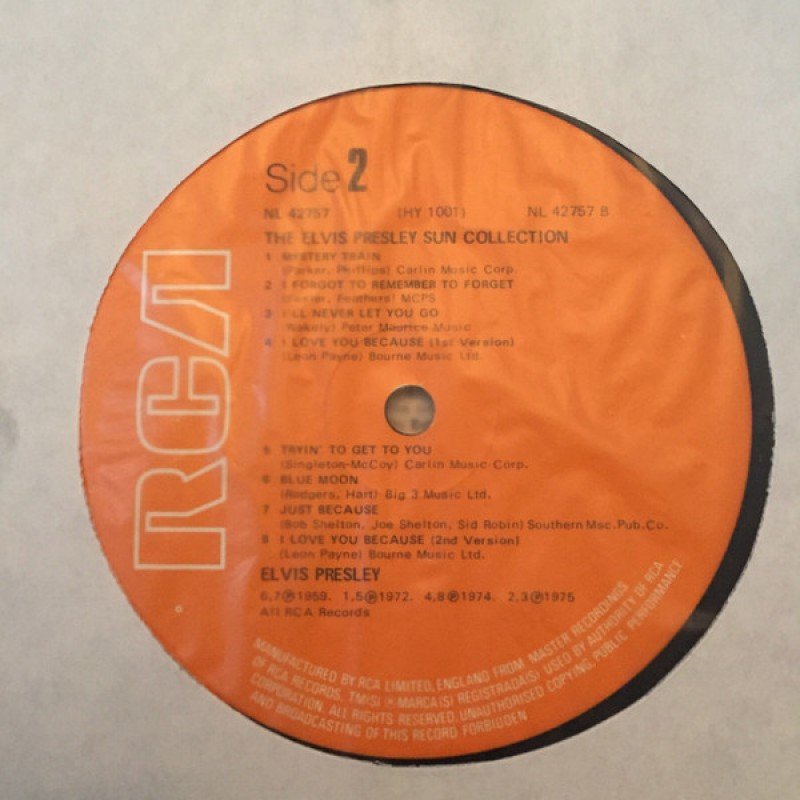 RCA
Side 2
NL 42757 (HY 1001) NL 42757 B
THE ELVIS PRESLEY SUN COLLECTION
1 MYSTERY TRAIN
(Parker, Phillips) Carlin Music Corp.
2 I FORGOT TO REMEMBER TO FORGET
(Kesler, Feathers) MCPS
3 I'LL NEVER LET YOU GO
(Wakely) Peter Maurice Music
4 I LOVE YOU BECAUSE (1st Version)
(Leon Payne) Bourne Music Ltd.
5 TRYIN' TO GET TO YOU
(Singleton-McCoy) Carlin Music Corp.
6 BLUE MOON
(Rodgers, Hart) Big 3 Music Ltd.
7 JUST BECAUSE
(Bob Shelton, Joe Shelton, Sid Robin) Southern Msc.Pub.Co.
8 I LOVE YOU BECAUSE (2nd Version)
(Leon Payne) Bourne Music Ltd.
ELVIS PRESLEY
6,7℗1959. 1,5℗1972. 4,8℗1974. 2,3℗1975
All RCA Records
MANUFACTURED BY RCA LIMITED, ENGLAND FROM MASTER RECORDINGS
OF RCA RECORDS. TM(S) ® MARCA(S) REGISTRADA(S) USED BY AUTHORITY OF RCA
CORPORATION. ALL RIGHTS RESERVED. UNAUTHORISED COPYING, PUBLIC PERFORMANCE
AND BROADCASTING OF THIS RECORD FORBIDDEN